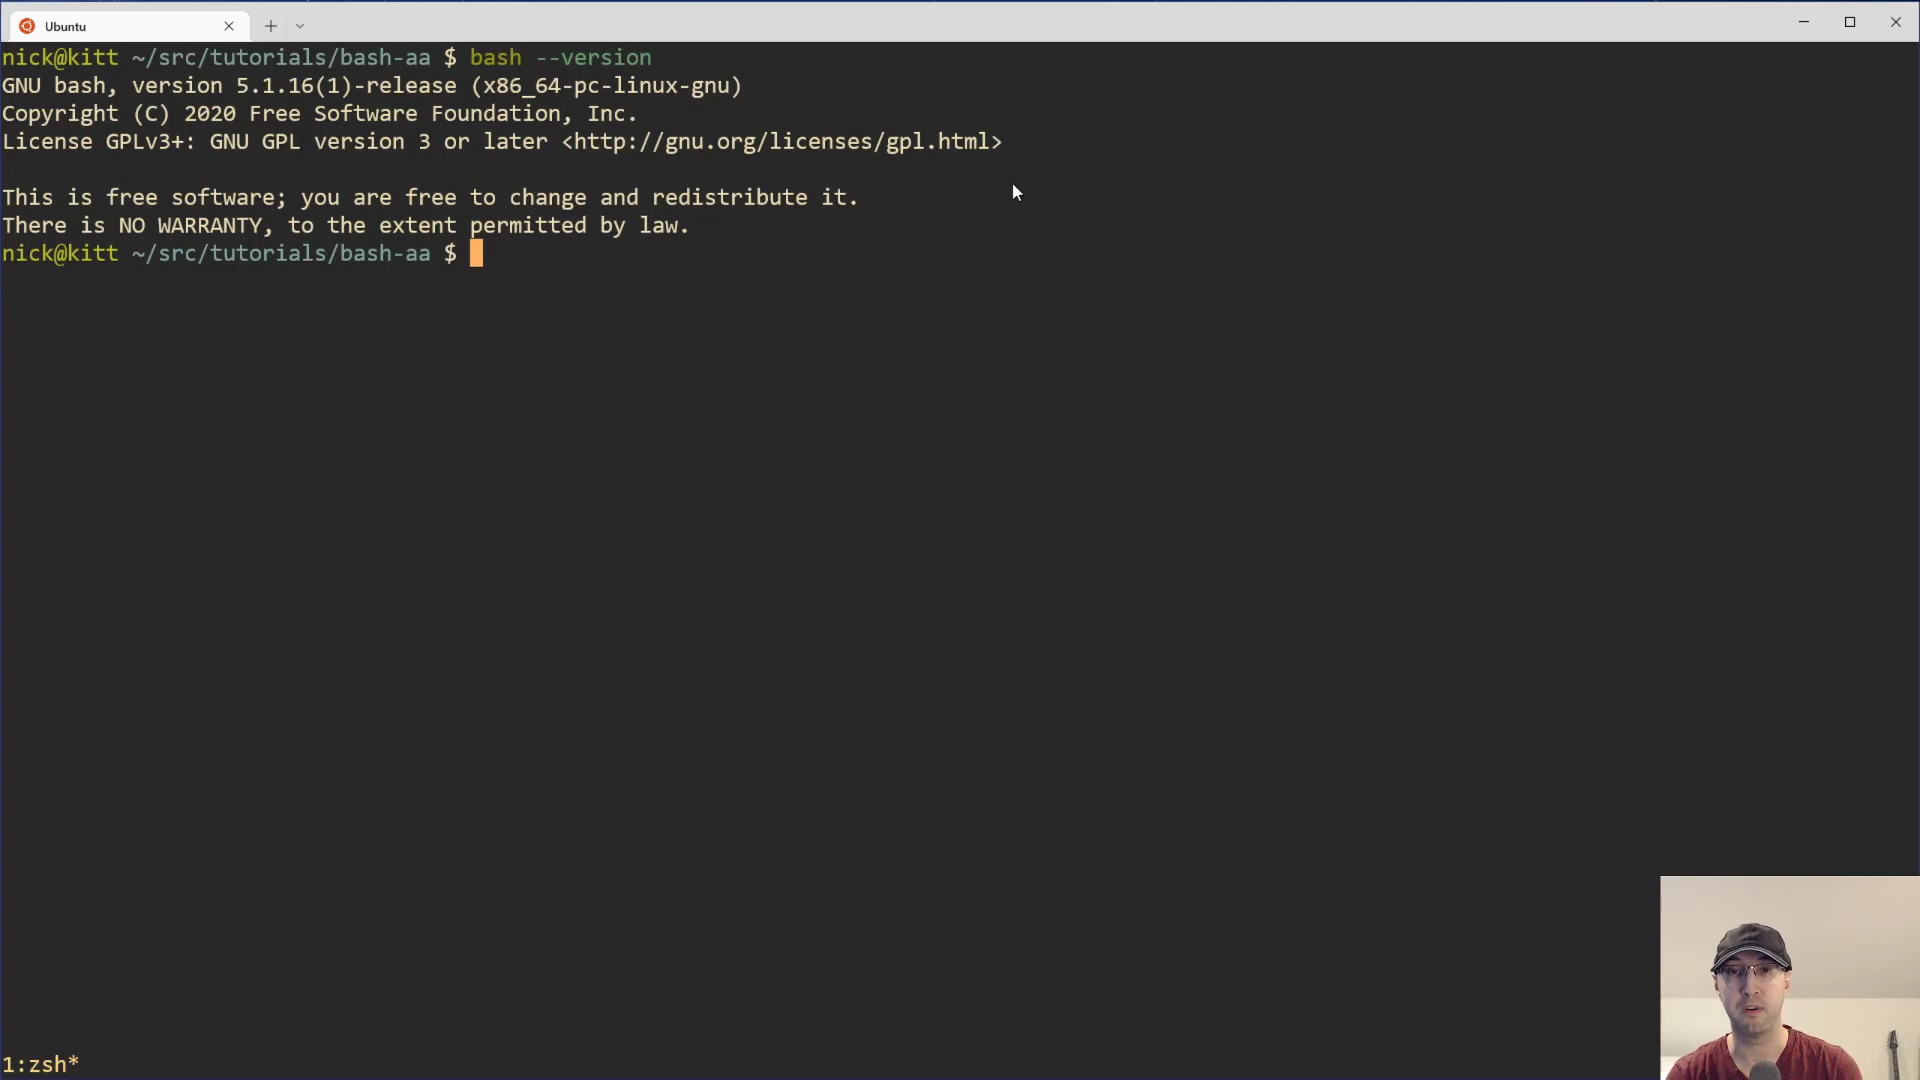 Ubuntu
nick@kitt ~/src/tutorials/bash-aa $ bash --version
GNU bash, version 5.1.16(1)-release (x86_64-pc-linux-gnu)
Copyright (C) 2020 Free Software Foundation, Inc.
License GPLv3+: GNU GPL version 3 or later <http://gnu.org/licenses/gpl.html>
This is free software; you are free to change and redistribute it.
There is NO WARRANTY, to the extent permitted by law.
nick@kitt ~/src/tutorials/bash-aa $
1:zsh*